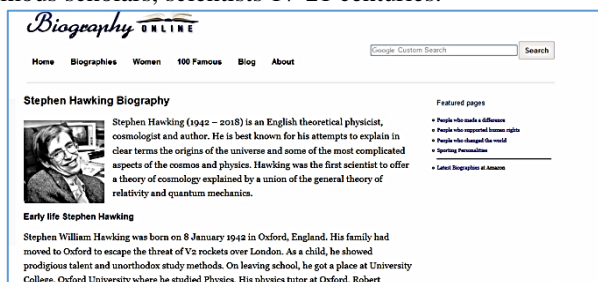 scholars, scientists 17-21 centuries.
Biography ONLINE
Google Custom Search
Search
Home Biographies Women 100 Famous Blog About
Stephen Hawking Biography
Stephen Hawking (1942 – 2018) is an English theoretical physicist,
cosmologist and author. He is best known for his attempts to explain in
clear terms the origins of the universe and some of the most complicated
aspects of the cosmos and physics. Hawking was the first scientist to offer
a theory of cosmology explained by a union of the general theory of
relativity and quantum mechanics.
Early life Stephen Hawking
Stephen William Hawking was born on 8 January 1942 in Oxford, England. His family had
moved to Oxford to escape the threat of V2 rockets over London. As a child, he showed
prodigious talent and unorthodox study methods. On leaving school, he got a place at University
College, Oxford University where he studied Physics. His physics tutor at Oxford, Robert
Featured pages
People who made a difference
People who supported human rights
People who changed the world
Sporting Personalities
Latest Biographies at Amazon